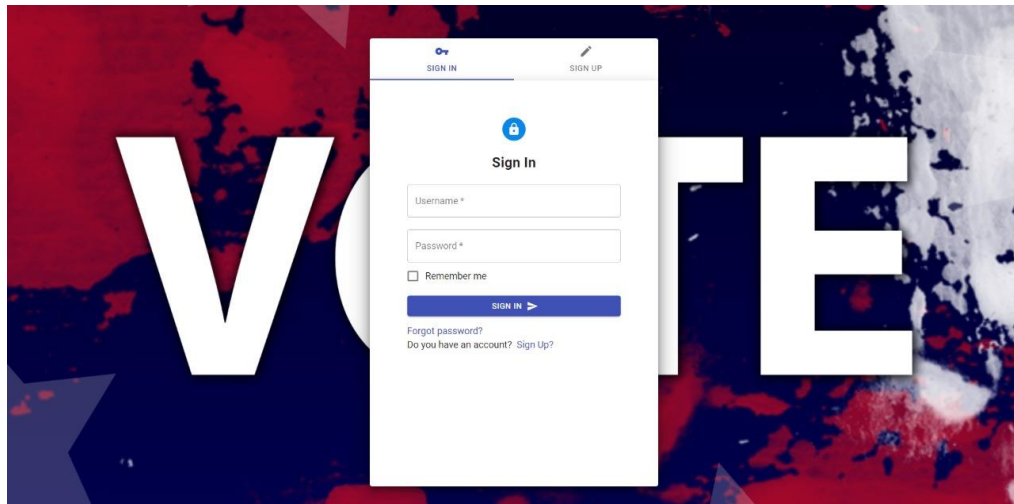 VOTE
SIGN IN
SIGN UP
Sign In
Username *
Password *
Remember me
SIGN IN
Forgot password?
Do you have an account? Sign Up?